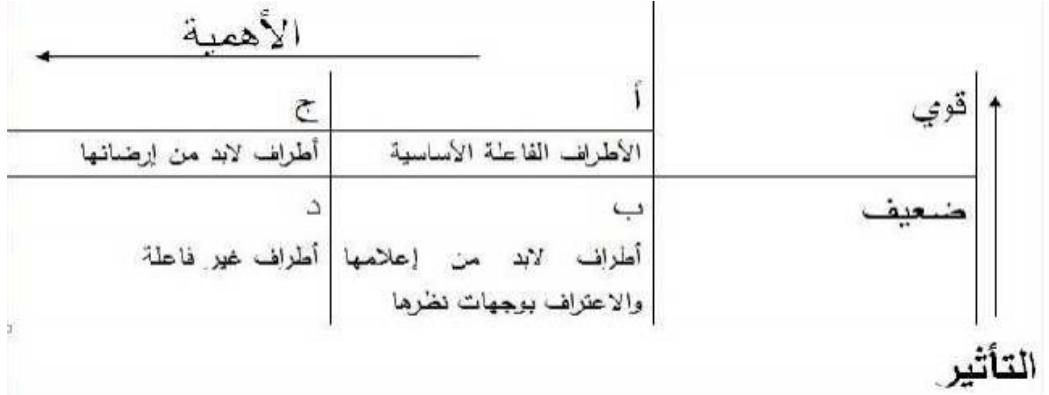 الأهمية
قوي
أ
ج
الأطراف الفاعلة الأساسية
أطراف لابد من إرضائها
ضعيف
ب
د
أطراف لابد من إعلامها
والاعتراف بوجهات نظرها
أطراف غير فاعلة
التأثير